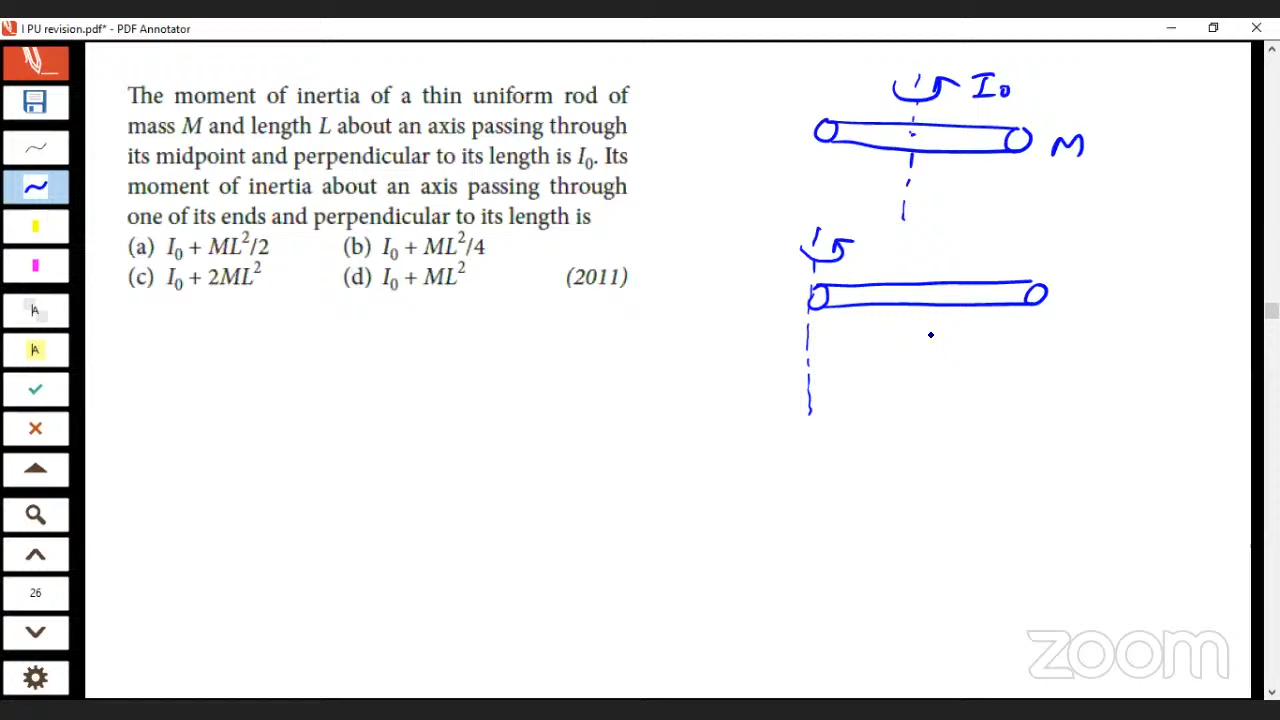 I PU revision.pdf* - PDF Annotator
The moment of inertia of a thin uniform rod of
mass M and length L about an axis passing through
its midpoint and perpendicular to its length is I₀. Its
moment of inertia about an axis passing through
one of its ends and perpendicular to its length is
(a) I₀ + ML²/2 (b) I₀ + ML²/4
(c) I₀ + 2ML² (d) I₀ + ML² (2011)
I₀
M
A
A
26
zoom